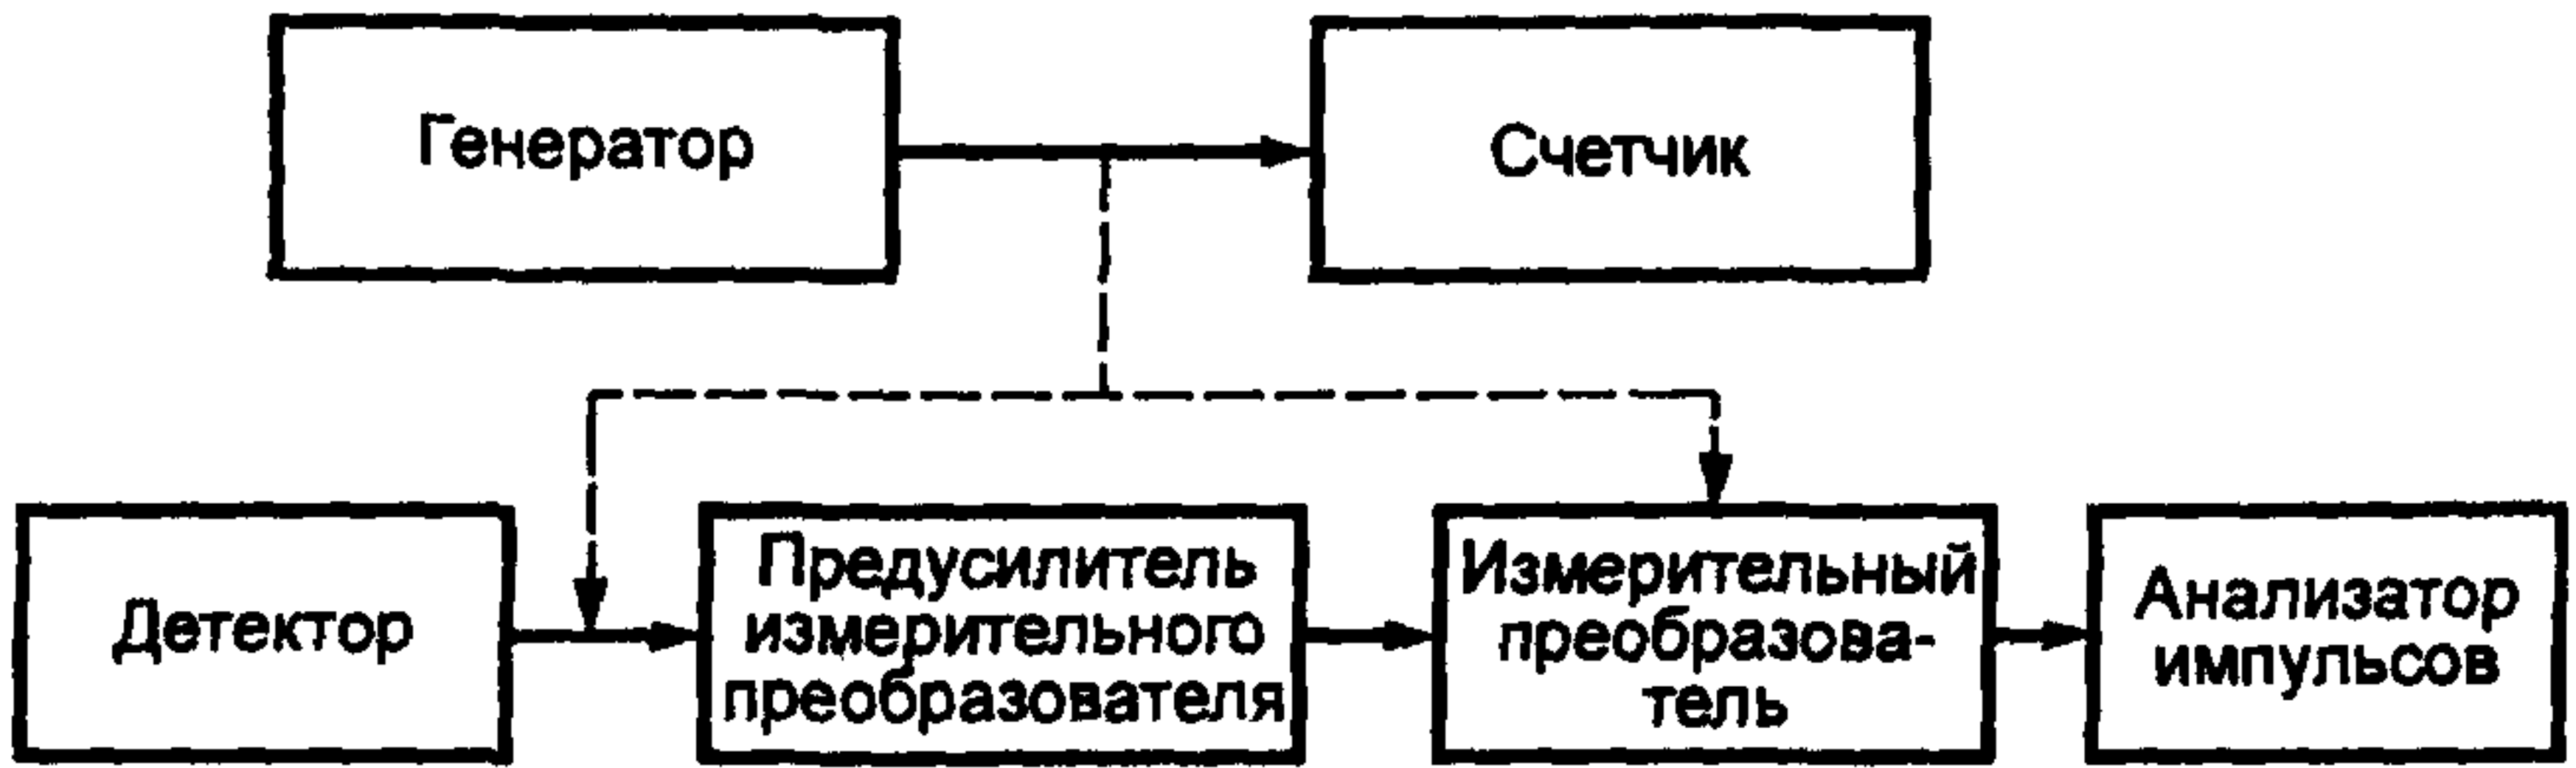 Генератор
Счетчик
Детектор
Предусилитель
измерительного
преобразователя
Измерительный
преобразова-
тель
Анализатор
импульсов